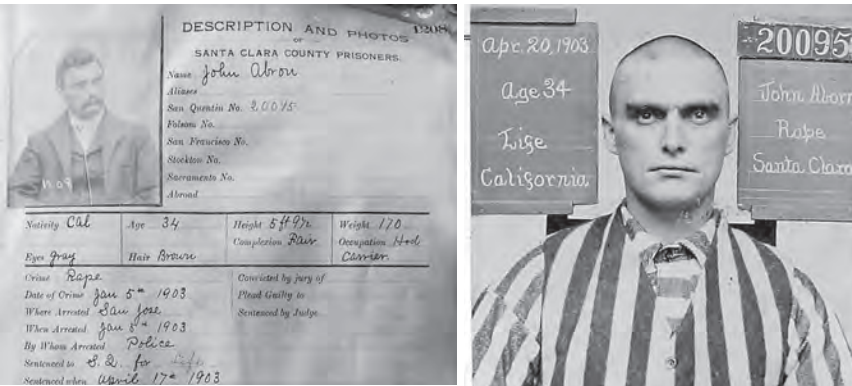 DESCRIPTION AND PHOTOS
OF
SANTA CLARA COUNTY PRISONERS.
Name John Abron
Aliases
San Quentin No. 20095
Folsom No.
San Francisco No.
Stockton No.
Sacramento No.
Abroad
Nativity Cal Age 34 Height 5ft 9½ Weight 170
Complexion Fair Occupation Hod
Eyes gray Hair Brown Carrier
Crime Rape
Date of Crime Jan 5th 1903
Where Arrested San Jose
When Arrested Jan 5th 1903
By Whom Arrested Police
Sentenced to S. Q. for Life
Sentenced when April 17th 1903
Convicted by jury of
Plead Guilty to
Sentenced by Judge
Apr. 20, 1903
Age 34
Life
California
20095
John Aborn
Rape
Santa Clara